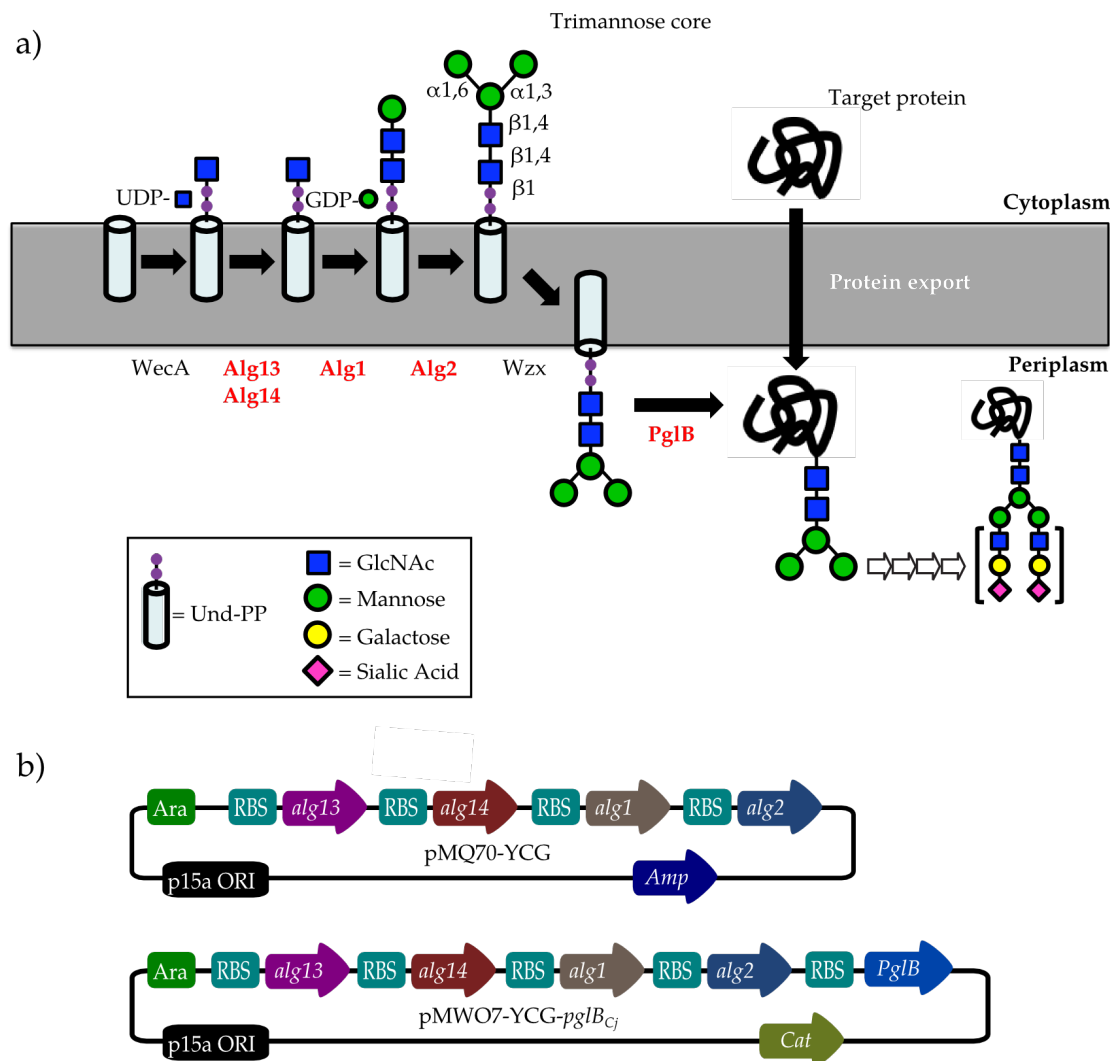 a)
Trimannose core
α1,6
α1,3
β1,4
β1,4
β1
UDP-
GDP-
Target protein
Cytoplasm
Protein export
WecA
Alg13
Alg14
Alg1
Alg2
Wzx
Periplasm
PglB
= Und-PP
= GlcNAc
= Mannose
= Galactose
= Sialic Acid
b)
Ara RBS alg13 RBS alg14 RBS alg1 RBS alg2
pMQ70-YCG
p15a ORI Amp
Ara RBS alg13 RBS alg14 RBS alg1 RBS alg2 RBS PglB
pMWO7-YCG-pglBCj
p15a ORI Cat